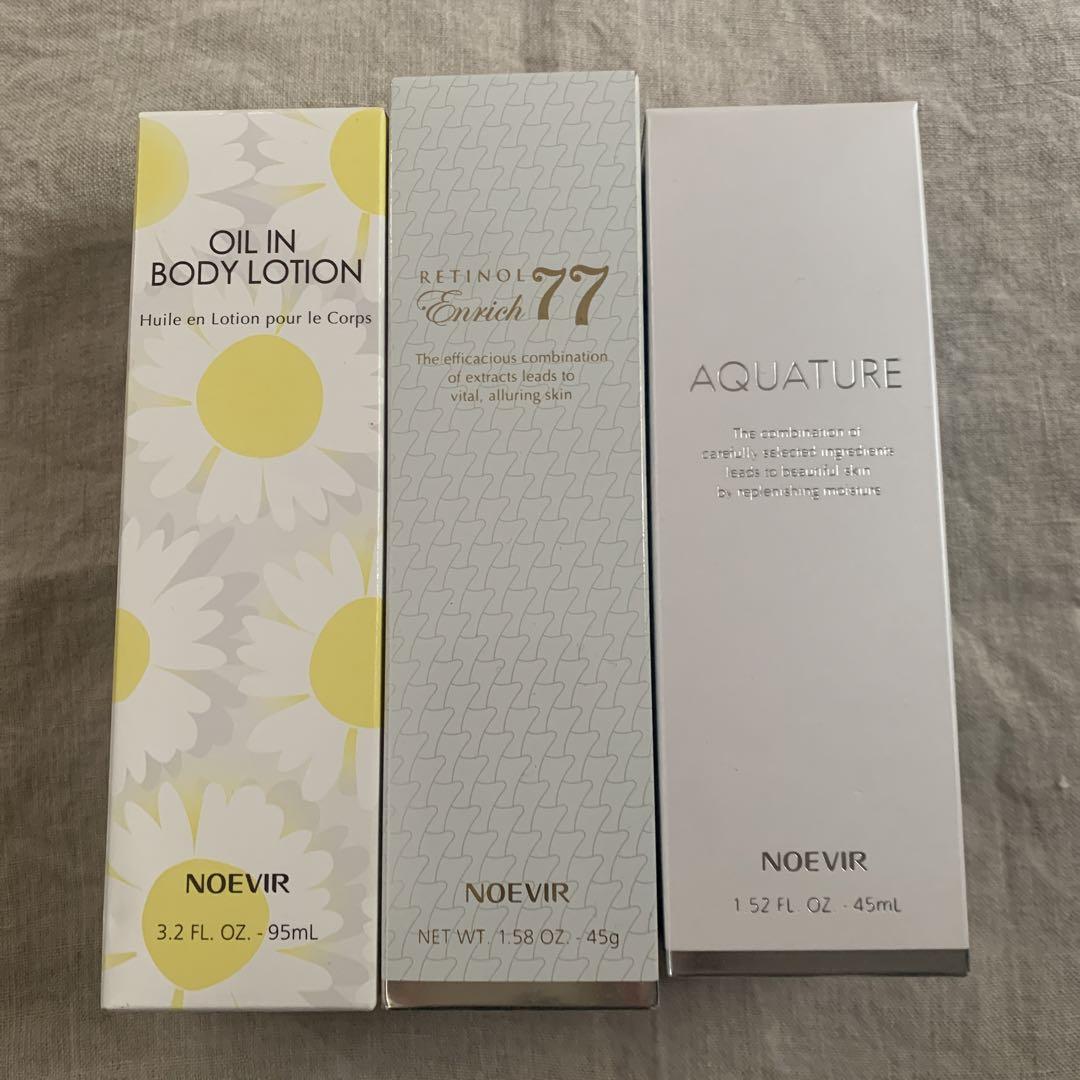 OIL IN
BODY LOTION
Huile en Lotion pour le Corps
NOEVIR
3.2 FL. OZ. - 95mL
RETINOL
Enrich 77
The efficacious combination
of extracts leads to
vital, alluring skin
NOEVIR
NET WT. 1.58 OZ. - 45g
AQUATURE
The combination of
carefully selected ingredients
leads to beautiful skin
by replenishing moisture
NOEVIR
1.52 FL. OZ. - 45mL